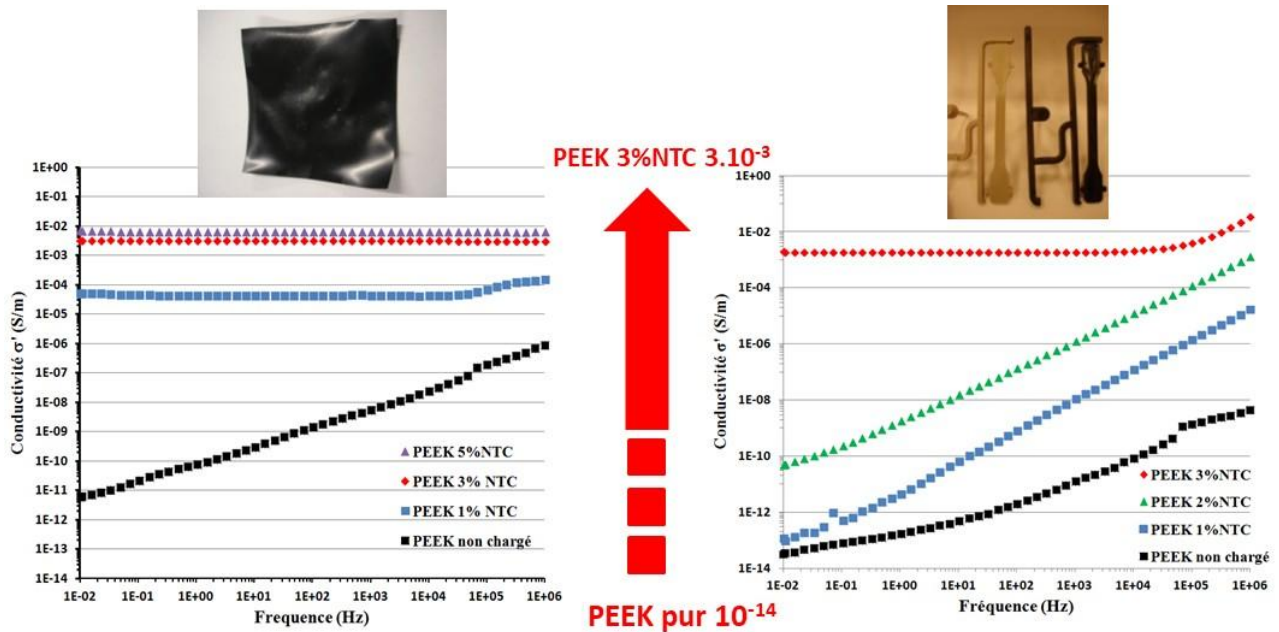 1E+00
1E-01
1E-02
1E-03
1E-04
1E-05
1E-06
1E-07
1E-08
1E-09
1E-10
1E-11
1E-12
1E-13
1E-14
Conductivité σ' (S/m)
PEEK 5%NTC
PEEK 3% NTC
PEEK 1% NTC
PEEK non chargé
1E-02 1E-01 1E+00 1E+01 1E+02 1E+03 1E+04 1E+05 1E+06
Frequence (Hz)
PEEK 3%NTC 3.10⁻³
PEEK pur 10⁻¹⁴
1E+00
1E-02
1E-04
1E-06
1E-08
1E-10
1E-12
1E-14
Conductivité σ' (S/m)
PEEK 3%NTC
PEEK 2%NTC
PEEK 1%NTC
PEEK non chargé
1E-02 1E-01 1E+00 1E+01 1E+02 1E+03 1E+04 1E+05 1E+06
Fréquence (Hz)